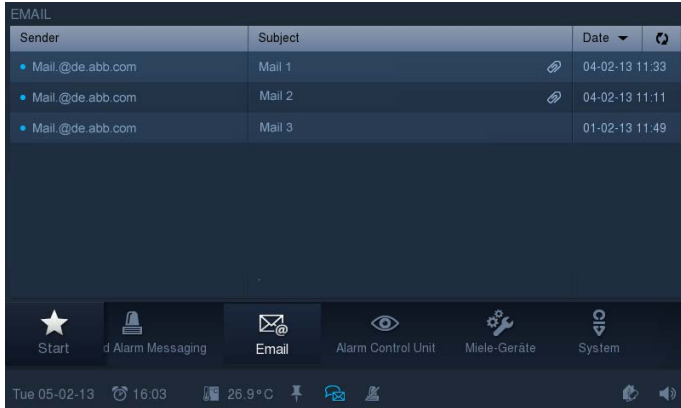 EMAIL
Sender Subject Date
Mail.@de.abb.com Mail 1 04-02-13 11:33
Mail.@de.abb.com Mail 2 04-02-13 11:11
Mail.@de.abb.com Mail 3 01-02-13 11:49
Start d Alarm Messaging Email Alarm Control Unit Miele-Geräte System
Tue 05-02-13 16:03 26.9°C